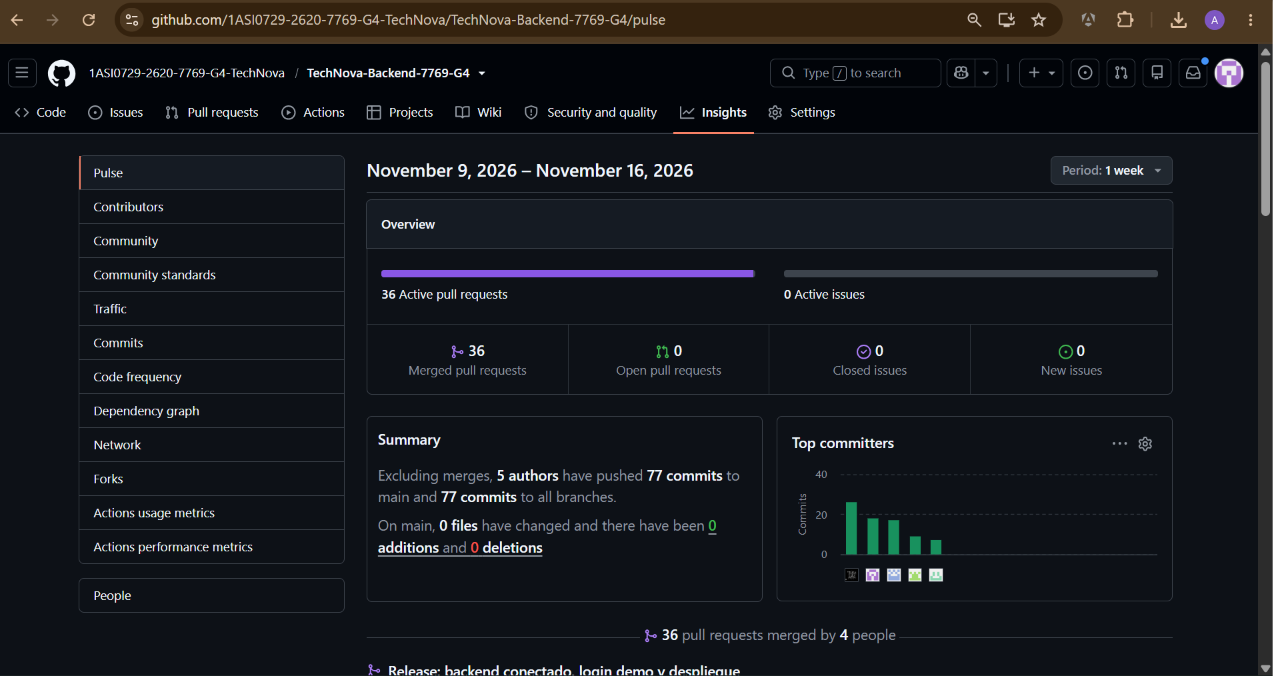 github.com/1ASI0729-2620-7769-G4-TechNova/TechNova-Backend-7769-G4/pulse
A
1ASI0729-2620-7769-G4-TechNova / TechNova-Backend-7769-G4
Type / to search
Code
Issues
Pull requests
Actions
Projects
Wiki
Security and quality
Insights
Settings
Pulse
Contributors
Community
Community standards
Traffic
Commits
Code frequency
Dependency graph
Network
Forks
Actions usage metrics
Actions performance metrics
People
November 9, 2026 – November 16, 2026
Period: 1 week
Overview
36 Active pull requests
0 Active issues
36
Merged pull requests
0
Open pull requests
0
Closed issues
0
New issues
Summary
Excluding merges, 5 authors have pushed 77 commits to
main and 77 commits to all branches.
On main, 0 files have changed and there have been 0
additions and 0 deletions
Top committers
Commits
40
20
0
36 pull requests merged by 4 people
Release: backend conectado, login demo y despliegue